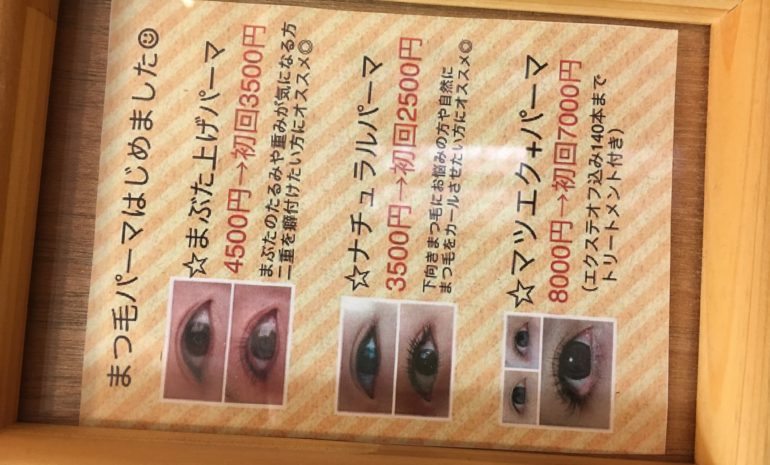 まつ毛パーマはじめました☺
☆まぶた上げパーマ
4500円→初回3500円
まぶたのたるみや重みが気になる方
二重を癖付けたい方にオススメ◎
☆ナチュラルパーマ
3500円→初回2500円
下向きまつ毛にお悩みの方や自然に
まつ毛をカールさせたい方にオススメ◎
☆マツエク+パーマ
8000円→初回7000円
(エクステオフ込み140本まで
トリートメント付き)